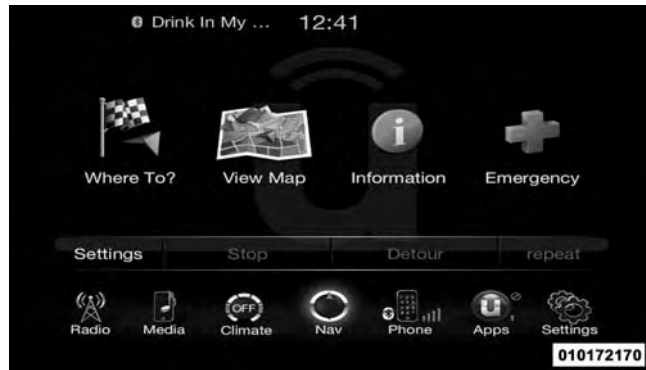 Drink In My ... 12:41
Where To? View Map Information Emergency
Settings Stop Detour repeat
OFF
Radio Media Climate Nav Phone Apps Settings
010172170